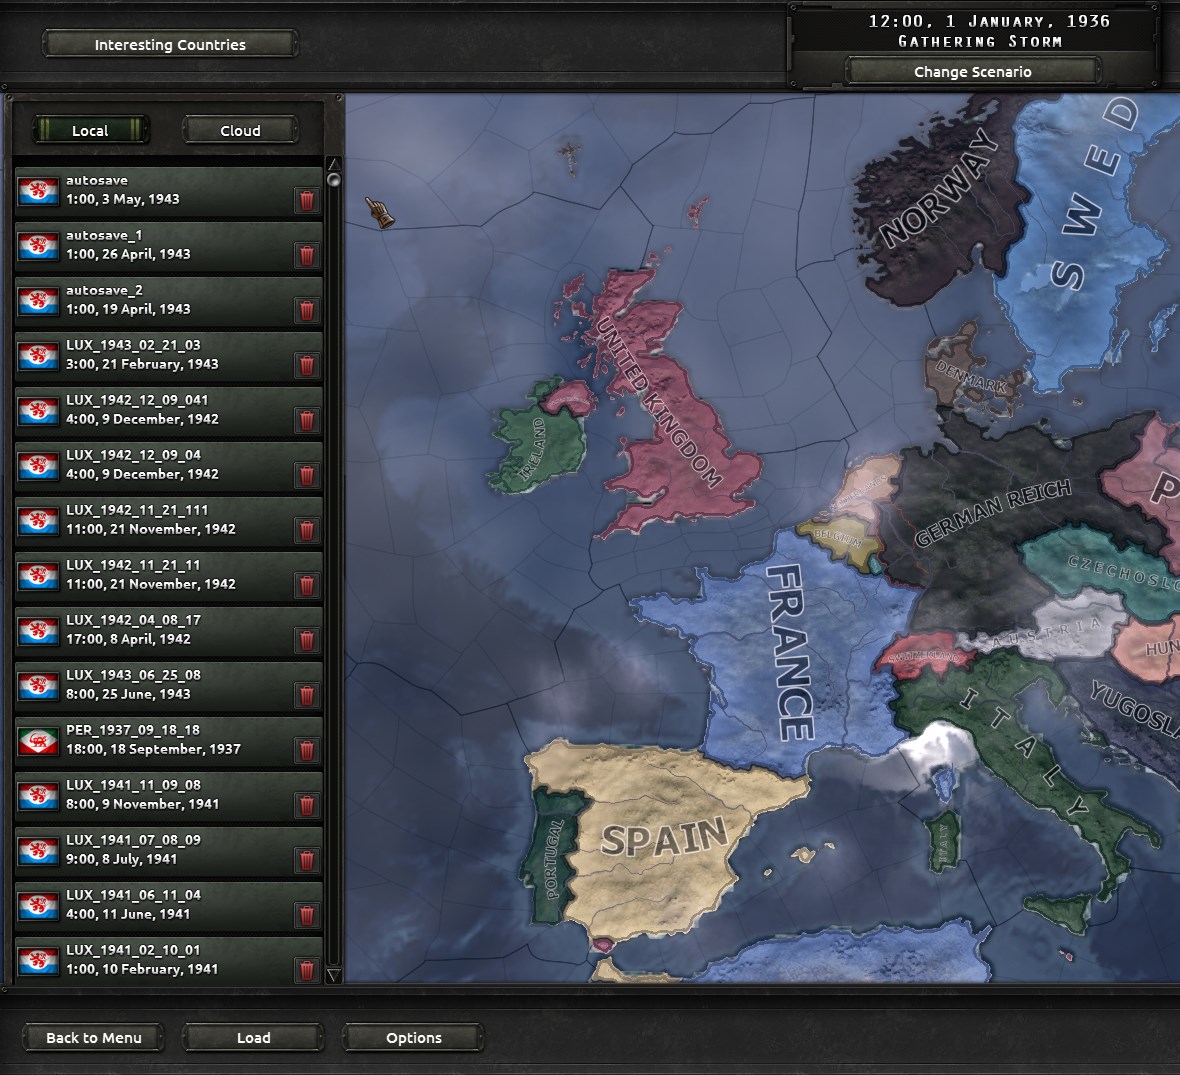 Interesting Countries
12:00, 1 January, 1936
Gathering Storm
Change Scenario
Local
Cloud
autosave
1:00, 3 May, 1943
autosave_1
1:00, 26 April, 1943
autosave_2
1:00, 19 April, 1943
LUX_1943_02_21_03
3:00, 21 February, 1943
LUX_1942_12_09_041
4:00, 9 December, 1942
LUX_1942_12_09_04
4:00, 9 December, 1942
LUX_1942_11_21_111
11:00, 21 November, 1942
LUX_1942_11_21_11
11:00, 21 November, 1942
LUX_1942_04_08_17
17:00, 8 April, 1942
LUX_1943_06_25_08
8:00, 25 June, 1943
PER_1937_09_18_18
18:00, 18 September, 1937
LUX_1941_11_09_08
8:00, 9 November, 1941
LUX_1941_07_08_09
9:00, 8 July, 1941
LUX_1941_06_11_04
4:00, 11 June, 1941
LUX_1941_02_10_01
1:00, 10 February, 1941
NORWAY
SWED
UNITED KINGDOM
DENMARK
IRELAND
GERMAN REICH
P
BELGIUM
CZECHOSLO
FRANCE
AUSTRIA
SWITZERLAND
HUN
ITALY
YUGOSLA
SPAIN
PORTUGAL
ITALY
Back to Menu
Load
Options